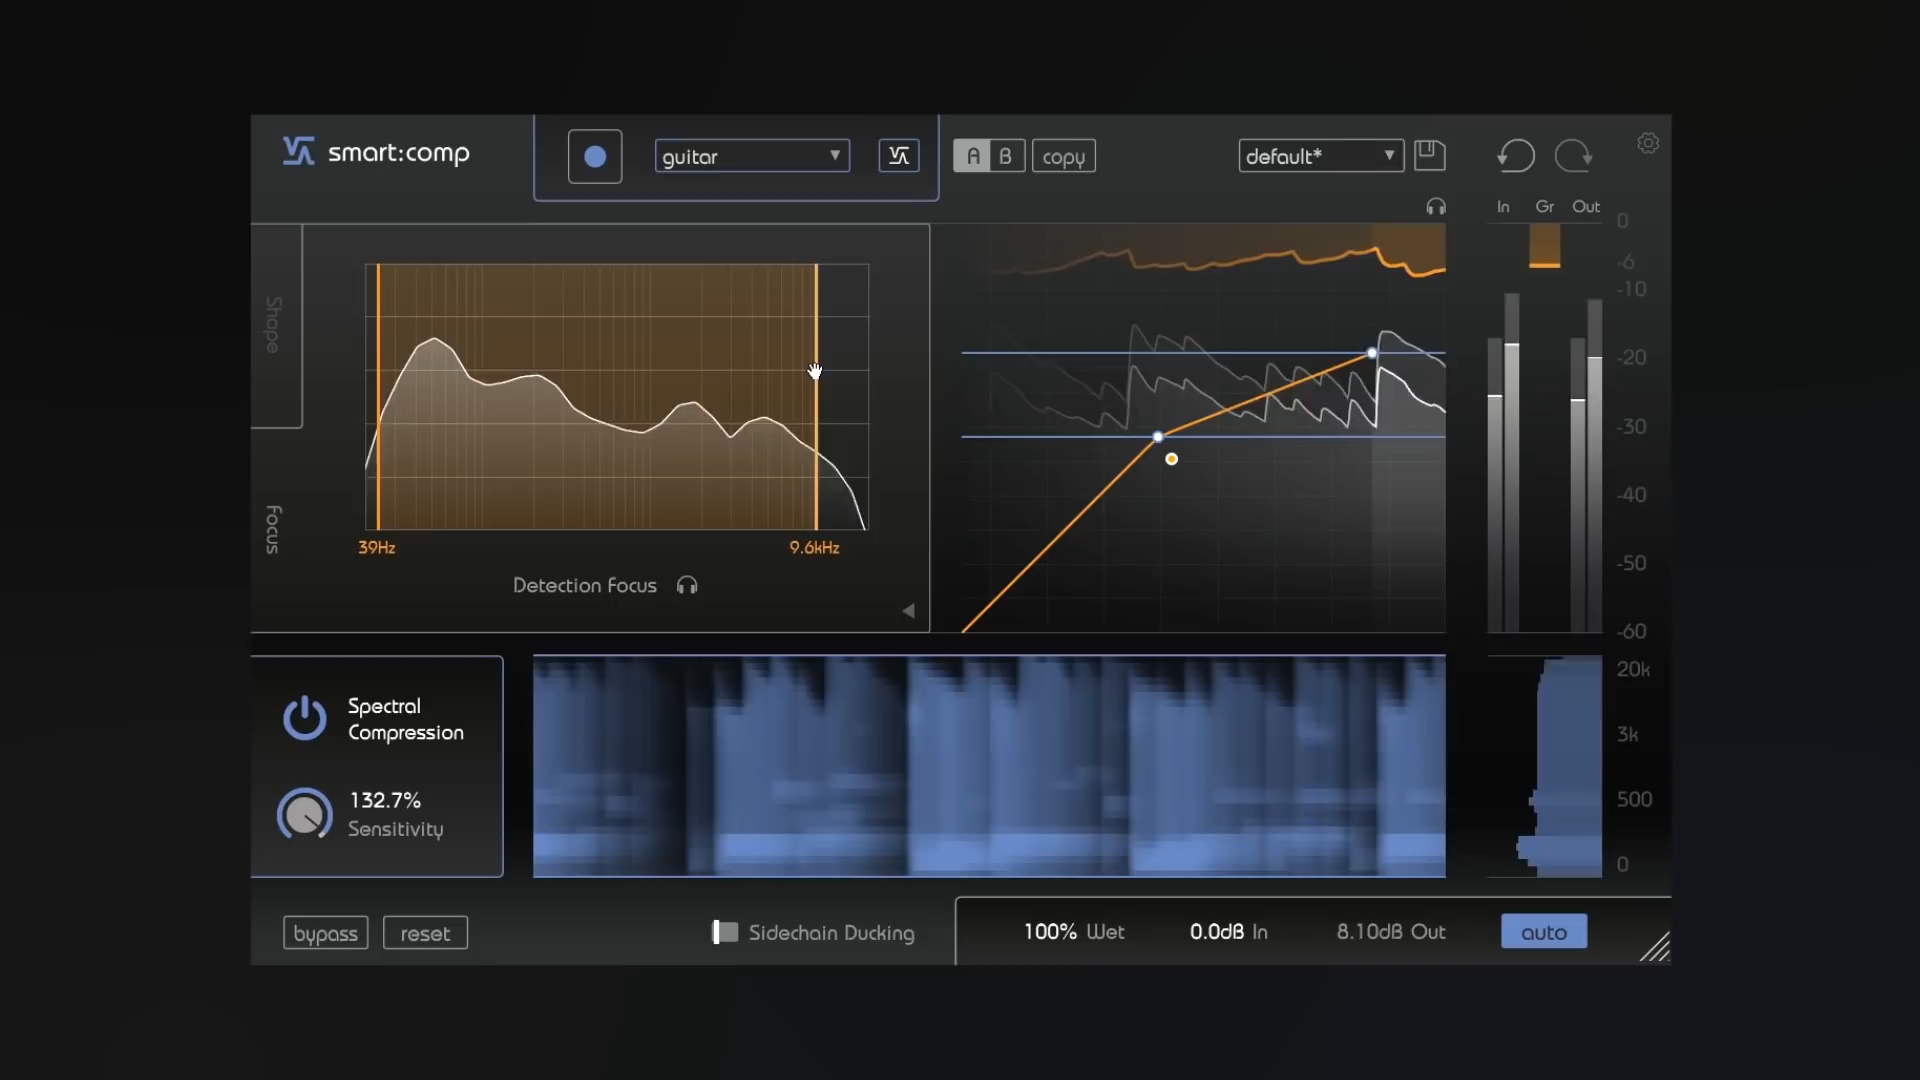 smart:comp
guitar
A B copy
default*
In Gr Out
0
-6
-10
-20
-30
-40
-50
-60
Shape
Focus
39Hz 9.6kHz
Detection Focus
Spectral
Compression
132.7%
Sensitivity
20k
3k
500
0
bypass reset
Sidechain Ducking
100% Wet 0.0dB In 8.10dB Out auto